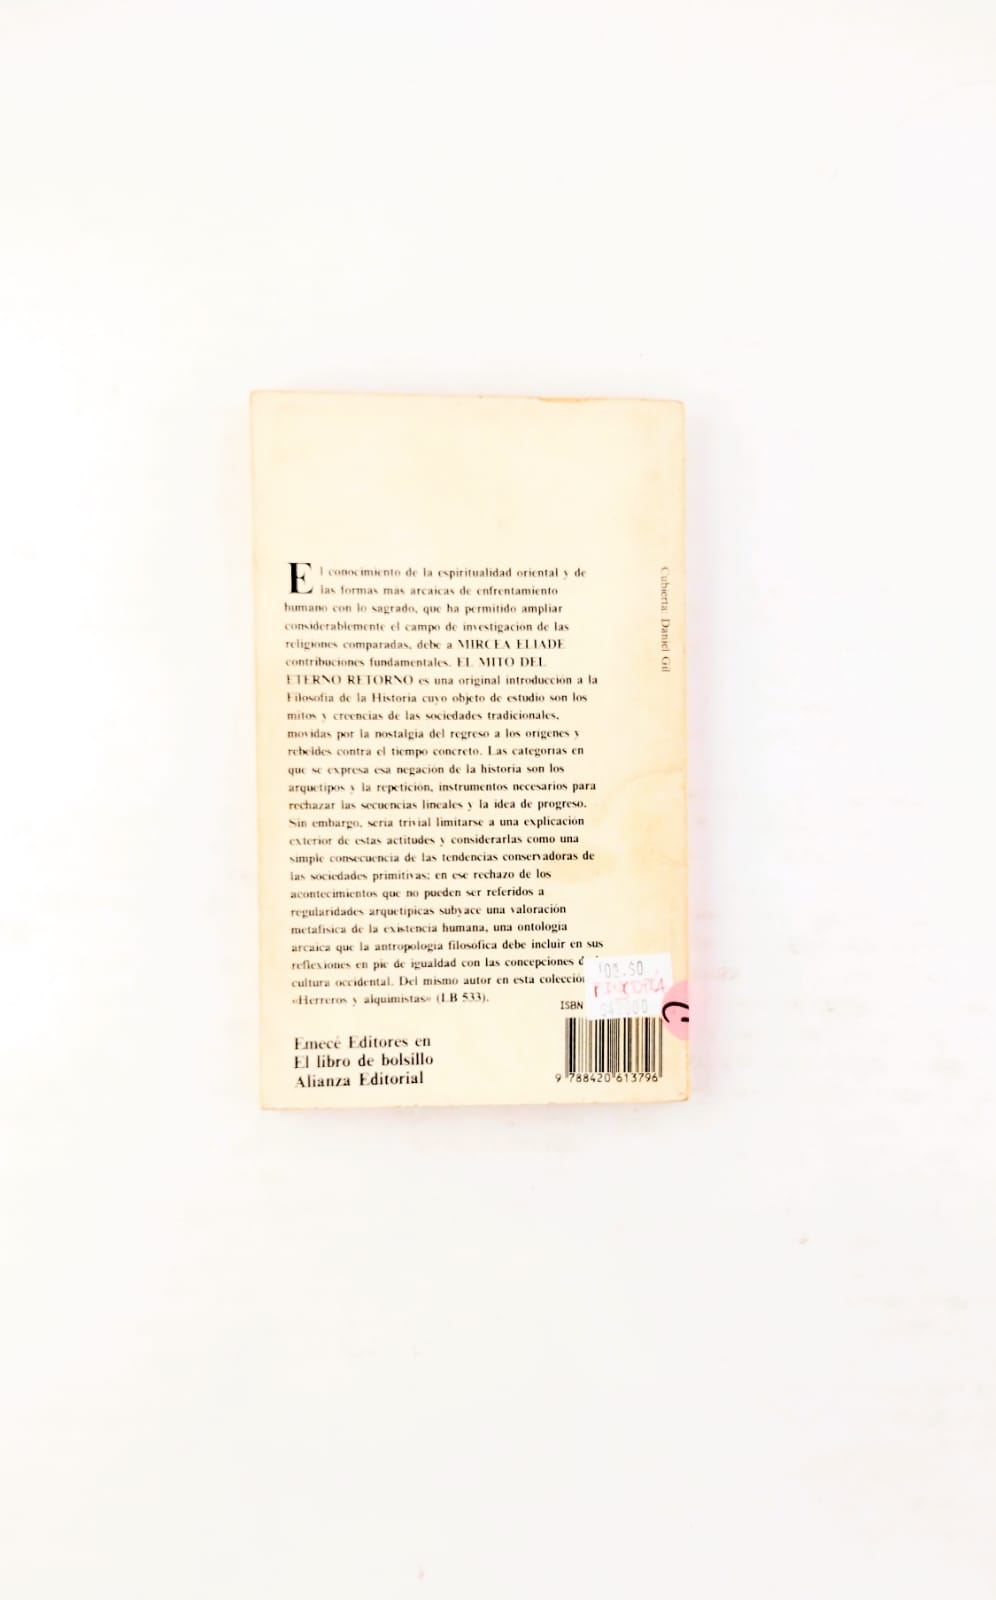 El conocimiento de la espiritualidad oriental y de
las formas más arcaicas de enfrentamiento
humano con lo sagrado, que ha permitido ampliar
considerablemente el campo de investigación de las
religiones comparadas, debe a MIRCEA ELIADE
contribuciones fundamentales. EL MITO DEL
ETERNO RETORNO es una original introducción a la
Filosofía de la Historia cuyo objeto de estudio son los
mitos y creencias de las sociedades tradicionales,
movidas por la nostalgia del regreso a los orígenes y
rebeldes contra el tiempo concreto. Las categorías en
que se expresa esa negación de la historia son los
arquetipos y la repetición, instrumentos necesarios para
rechazar las secuencias lineales y la idea de progreso.
Sin embargo, sería trivial limitarse a una explicación
exterior de estas actitudes y considerarlas como una
simple consecuencia de las tendencias conservadoras de
las sociedades primitivas; en ese rechazo de los
acontecimientos que no pueden ser referidos a
regularidades arquetípicas subyace una valoración
metafísica de la existencia humana, una ontología
arcaica que la antropología filosófica debe incluir en sus
reflexiones en pie de igualdad con las concepciones
cultura occidental. Del mismo autor en esta colección
«Herreros y alquimistas» (LB 533).
Cubierta: Daniel Gil
ISBN
9 788420 613796
Emecé Editores en
El libro de bolsillo
Alianza Editorial